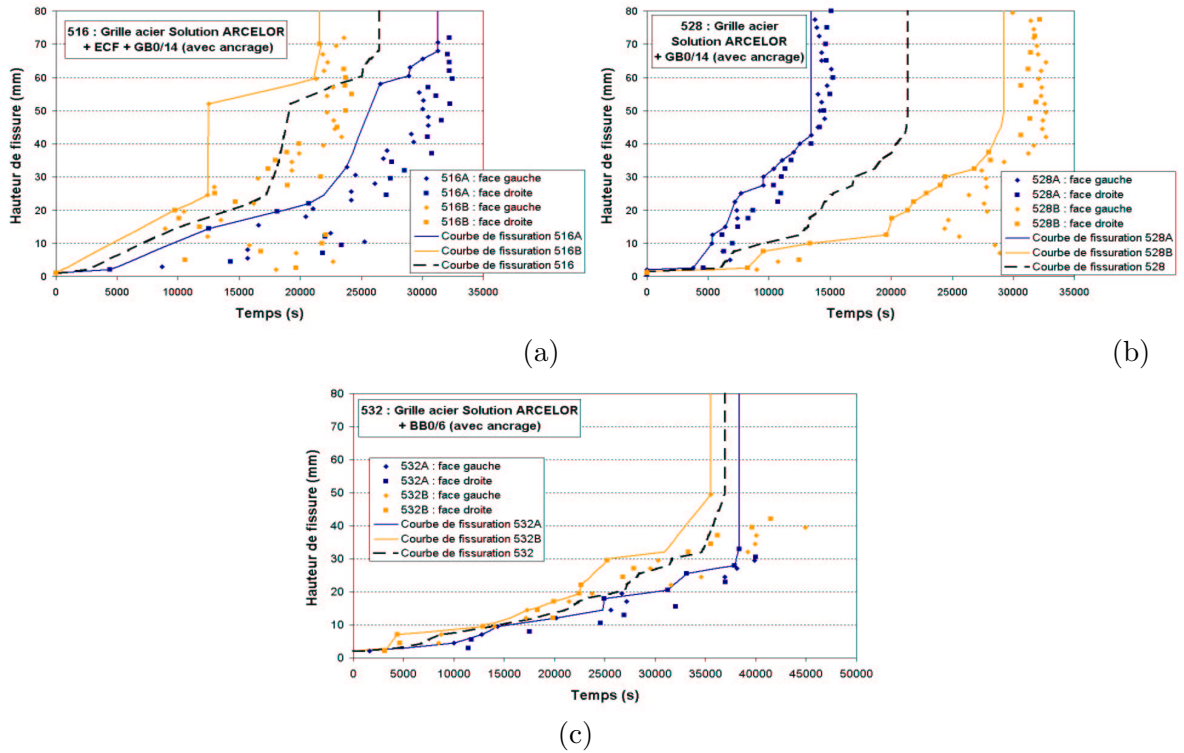 516 : Grille acier Solution ARCELOR
+ ECF + GB0/14 (avec ancrage)
Hauteur de fissure (mm)
80
70
60
50
40
30
20
10
0
516A : face gauche
516A : face droite
516B : face gauche
516B : face droite
Courbe de fissuration 516A
Courbe de fissuration 516B
Courbe de fissuration 516
0
5000
10000
15000
20000
25000
30000
35000
Temps (s)
(a)
528 : Grille acier
Solution ARCELOR
+ GB0/14 (avec ancrage)
Hauteur de fissure (mm)
80
70
60
50
40
30
20
10
0
528A : face gauche
528A : face droite
528B : face gauche
528B : face droite
Courbe de fissuration 528A
Courbe de fissuration 528B
Courbe de fissuration 528
0
5000
10000
15000
20000
25000
30000
35000
Temps (s)
(b)
532 : Grille acier Solution ARCELOR
+ BB0/6 (avec ancrage)
Hauteur de fissure (mm)
80
70
60
50
40
30
20
10
0
532A : face gauche
532A : face droite
532B : face gauche
532B : face droite
Courbe de fissuration 532A
Courbe de fissuration 532B
Courbe de fissuration 532
0
5000
10000
15000
20000
25000
30000
35000
40000
45000
50000
Temps (s)
(c)